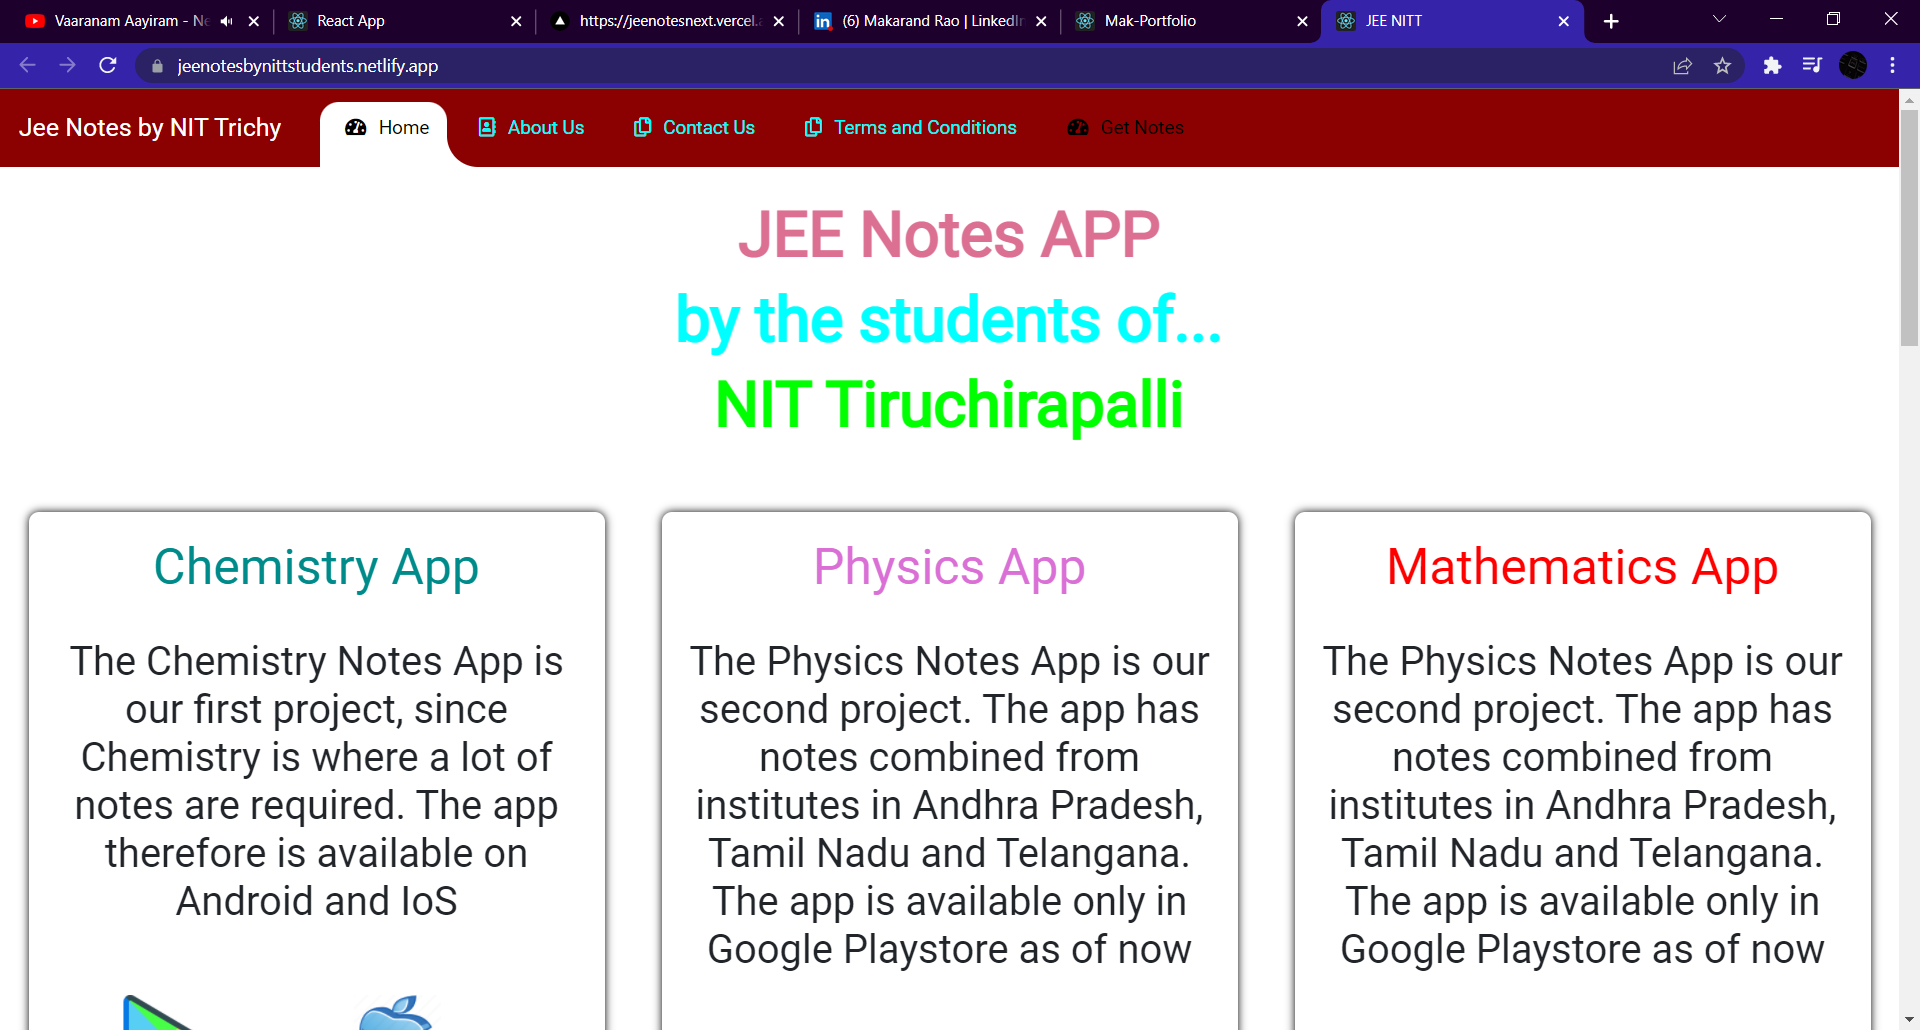 Vaaranam Aayiram - Ne
React App
https://jeenotesnext.vercel.a
(6) Makarand Rao | LinkedIn
Mak-Portfolio
JEE NITT
jeenotesbynittstudents.netlify.app
Jee Notes by NIT Trichy
Home
About Us
Contact Us
Terms and Conditions
Get Notes
JEE Notes APP
by the students of...
NIT Tiruchirapalli
Chemistry App
The Chemistry Notes App is
our first project, since
Chemistry is where a lot of
notes are required. The app
therefore is available on
Android and IoS
Physics App
The Physics Notes App is our
second project. The app has
notes combined from
institutes in Andhra Pradesh,
Tamil Nadu and Telangana.
The app is available only in
Google Playstore as of now
Mathematics App
The Physics Notes App is our
second project. The app has
notes combined from
institutes in Andhra Pradesh,
Tamil Nadu and Telangana.
The app is available only in
Google Playstore as of now